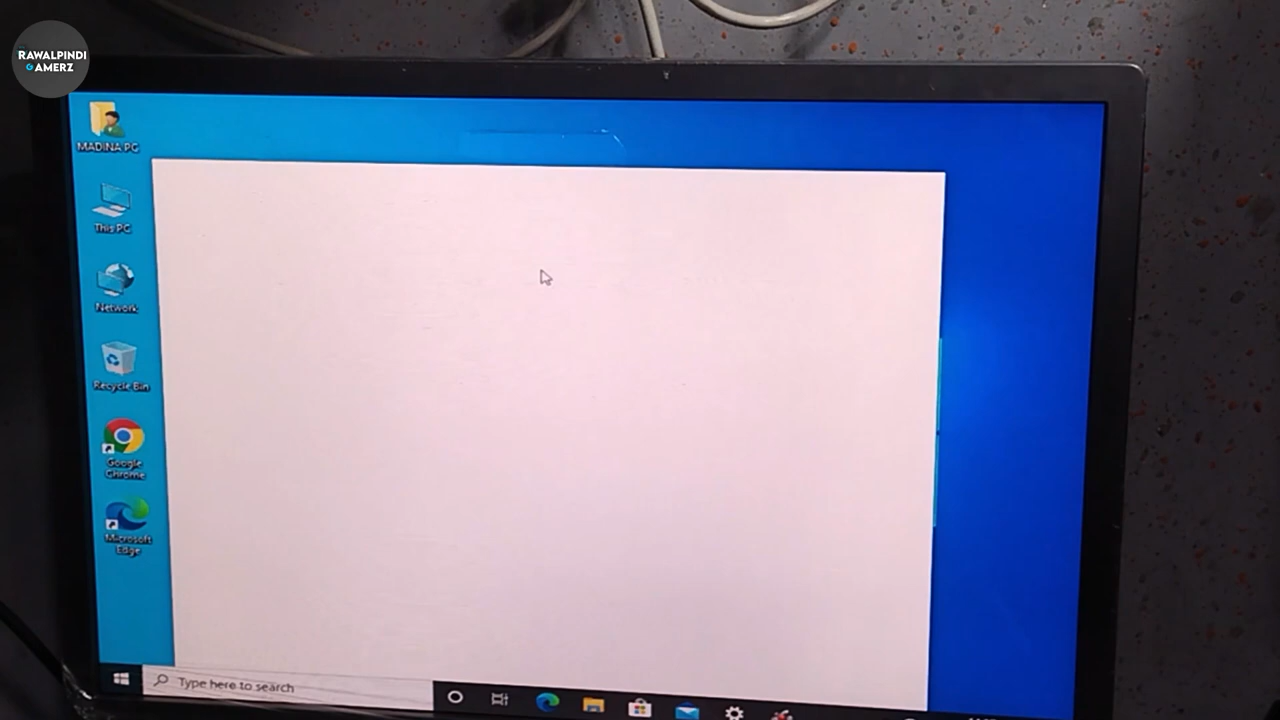 RAWALPINDI
GAMERZ
MADINA PC
This PC
Network
Recycle Bin
Google
Chrome
Microsoft
Edge
Type here to search